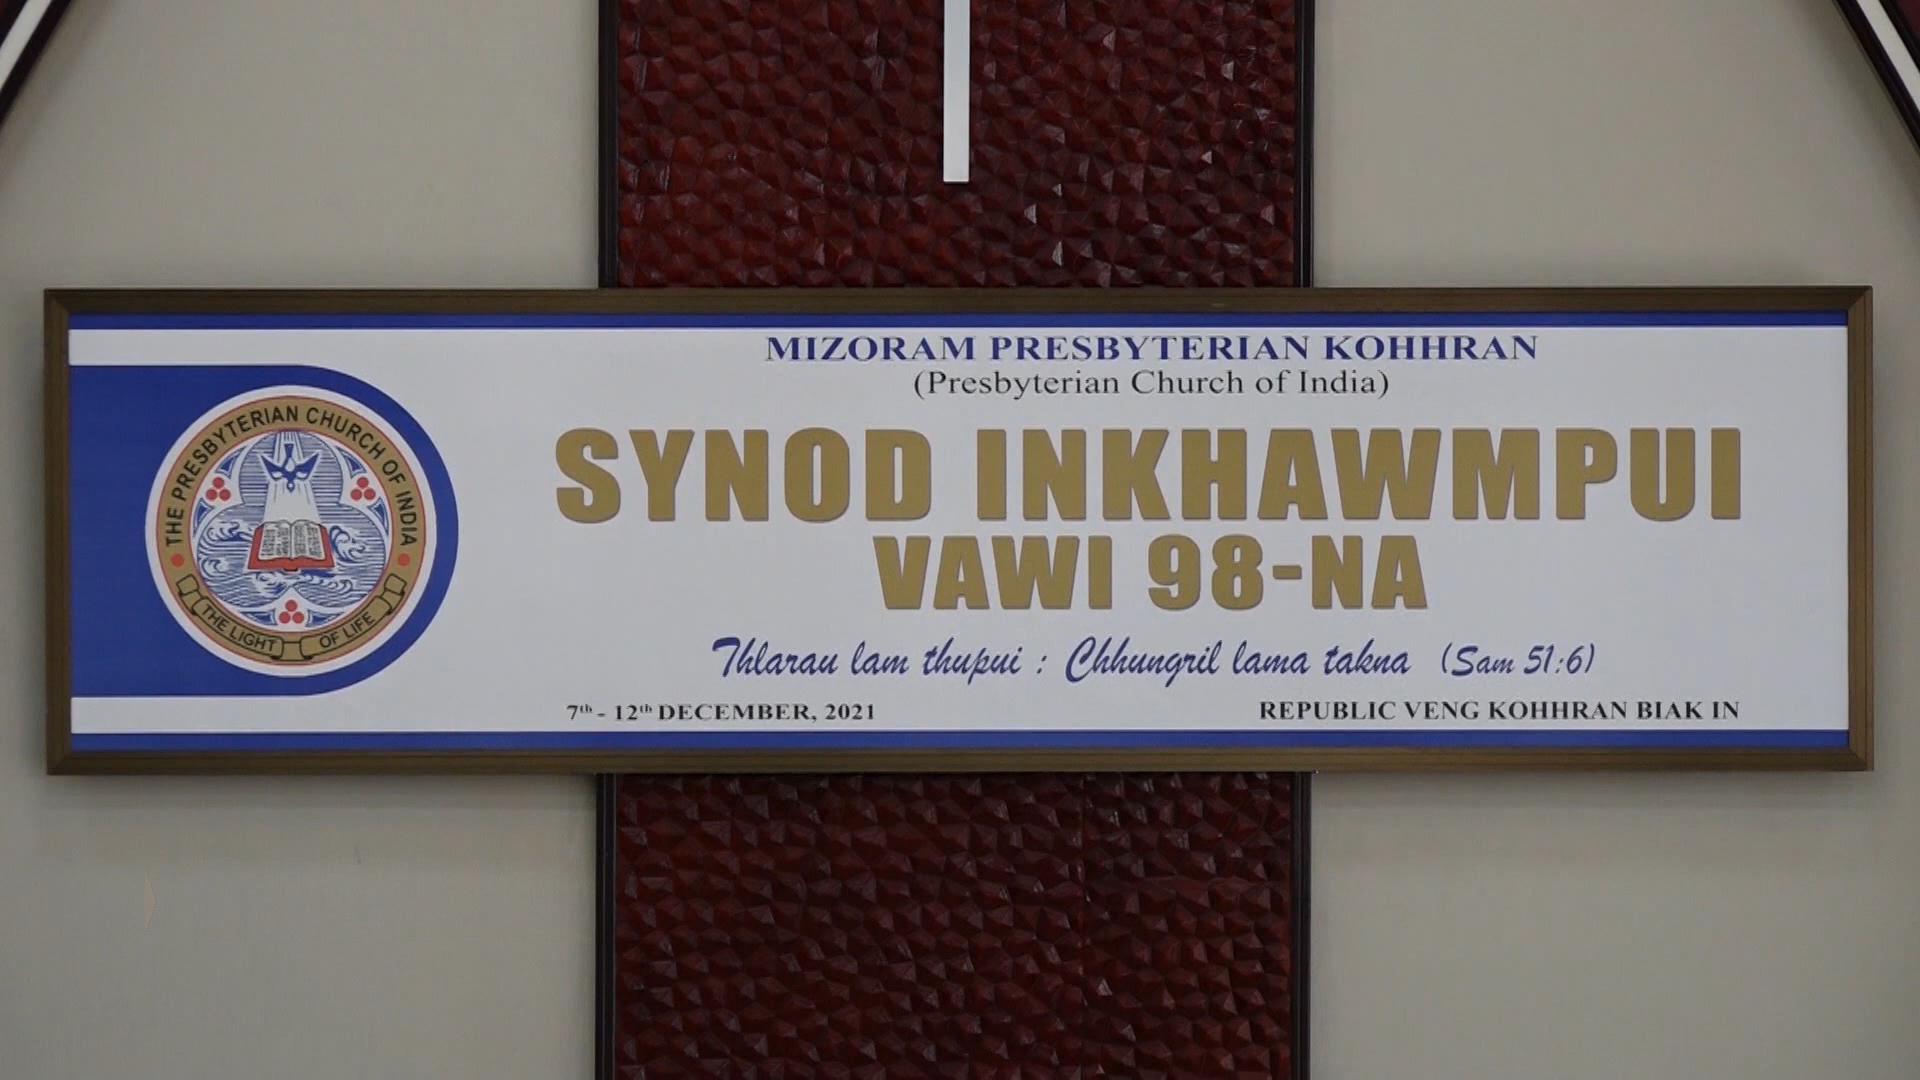 MIZORAM PRESBYTERIAN KOHHRAN
(Presbyterian Church of India)
SYNOD INKHAWMPUI
VAWI 98-NA
Thlarau lam thupui : Chhungril lama takna (Sam 51:6)
7th - 12th DECEMBER, 2021
REPUBLIC VENG KOHHRAN BIAK IN
THE PRESBYTERIAN CHURCH OF INDIA
THE LIGHT OF LIFE